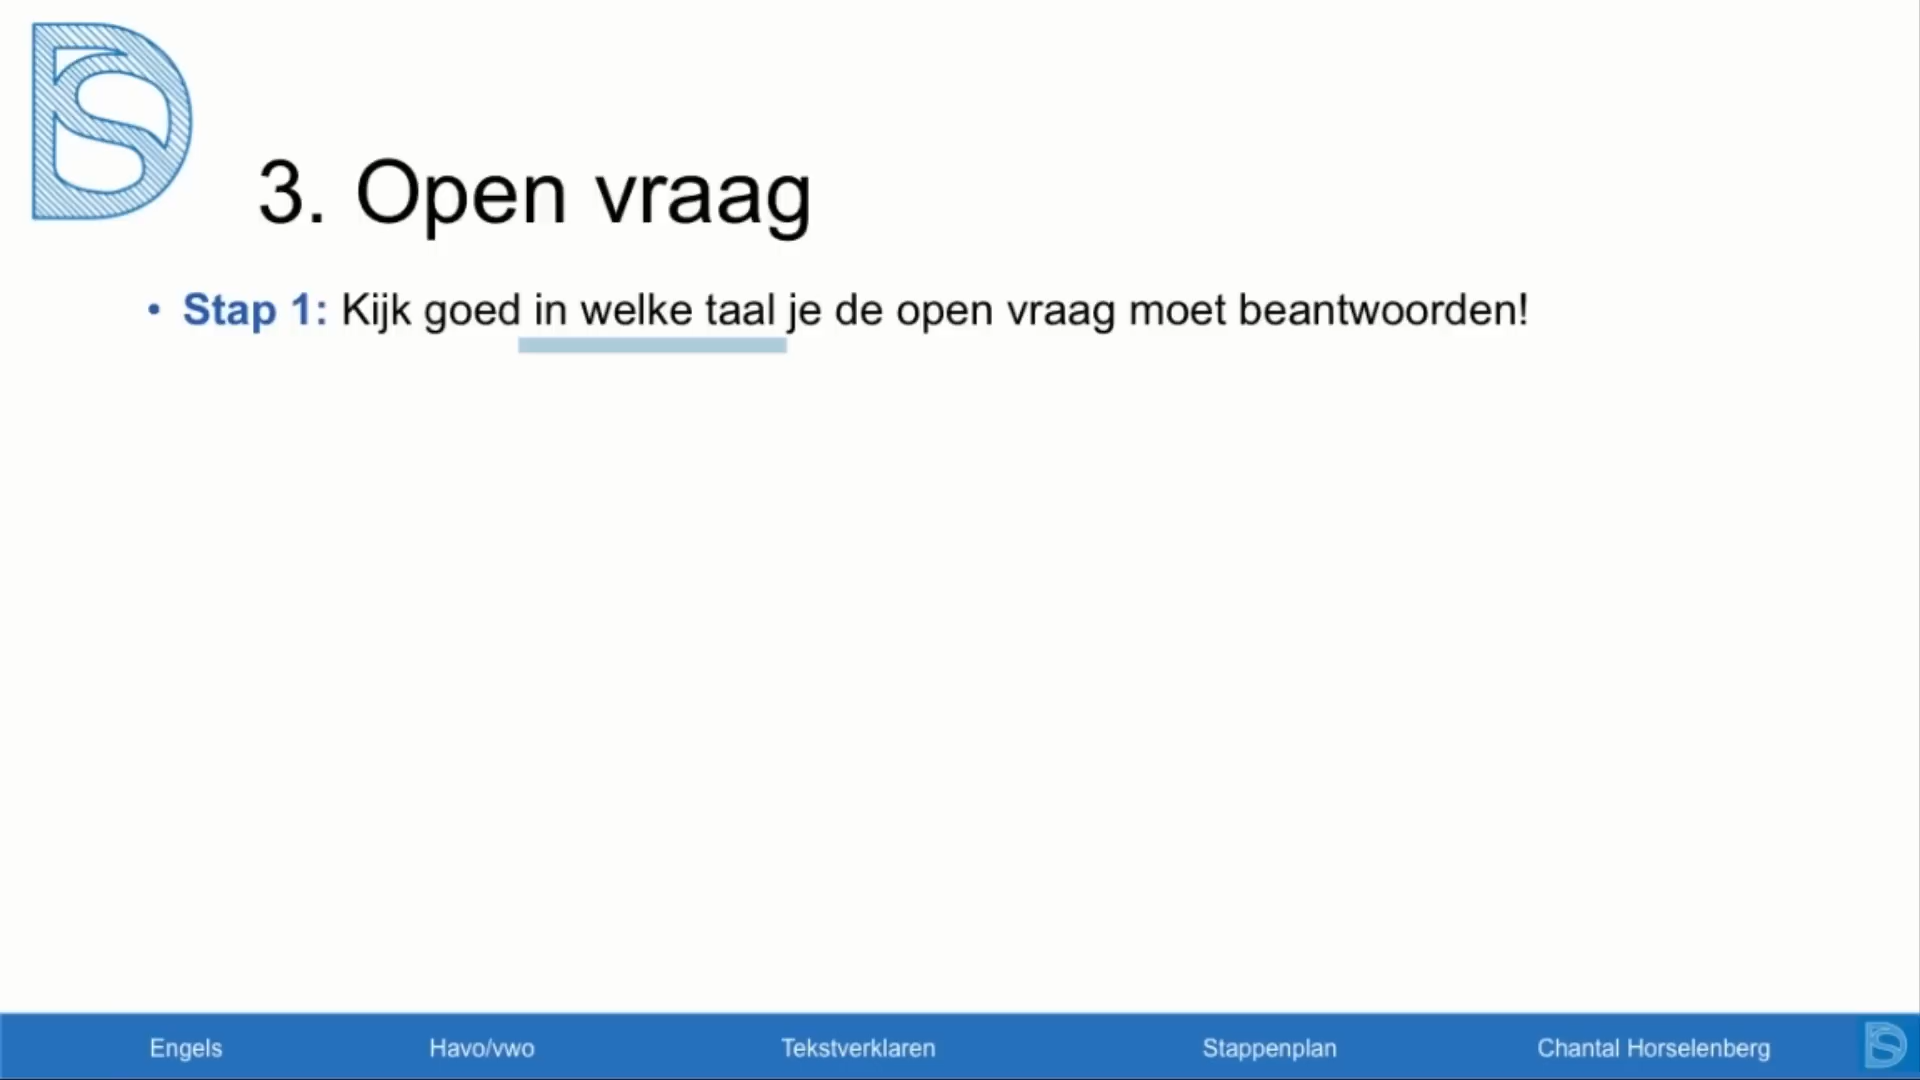 3. Open vraag
• Stap 1: Kijk goed in welke taal je de open vraag moet beantwoorden!
Engels Havo/vwo Tekstverklaren Stappenplan Chantal Horselenberg